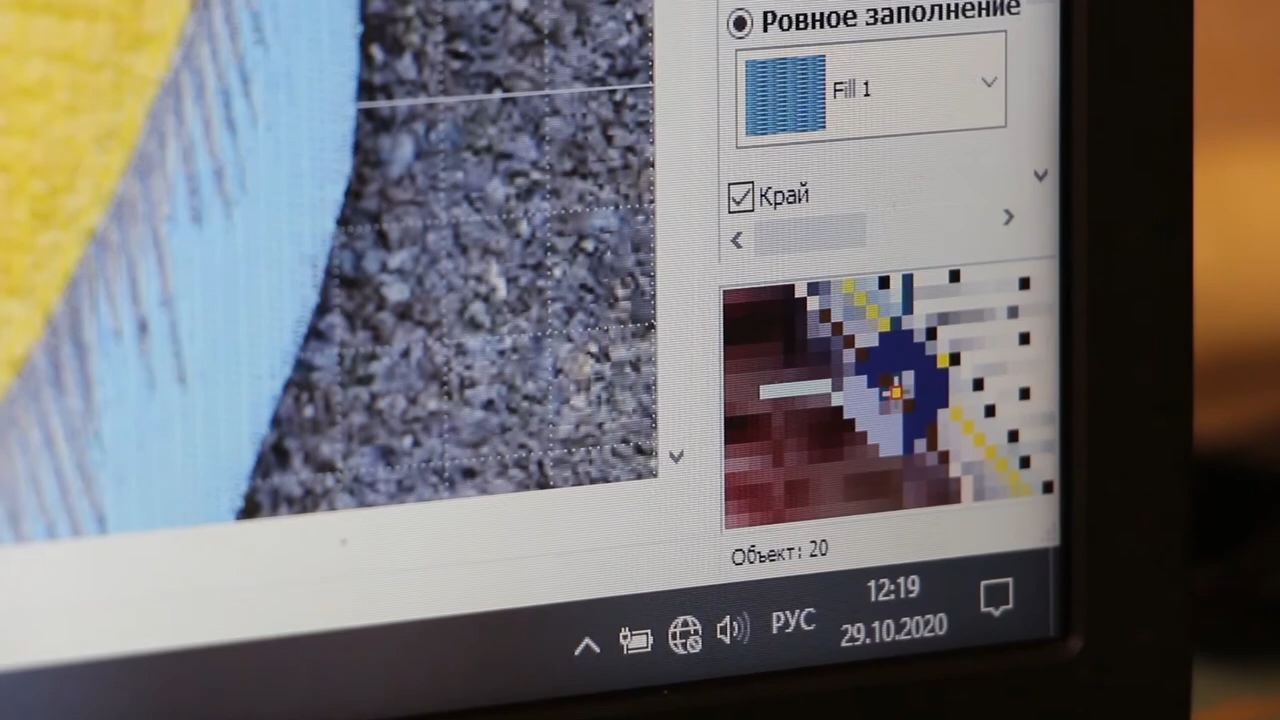 Ровное заполнение
Fill 1
Край
Объект: 20
12:19
РУС
29.10.2020